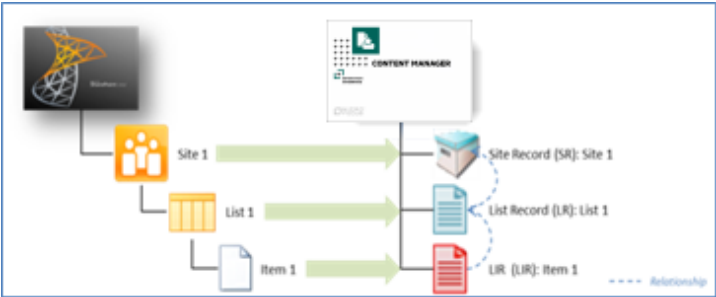 CONTENT MANAGER
Site 1
Site Record (SR): Site 1
List 1
List Record (LR): List 1
Item 1
LIR (LIR): Item 1
Relationship